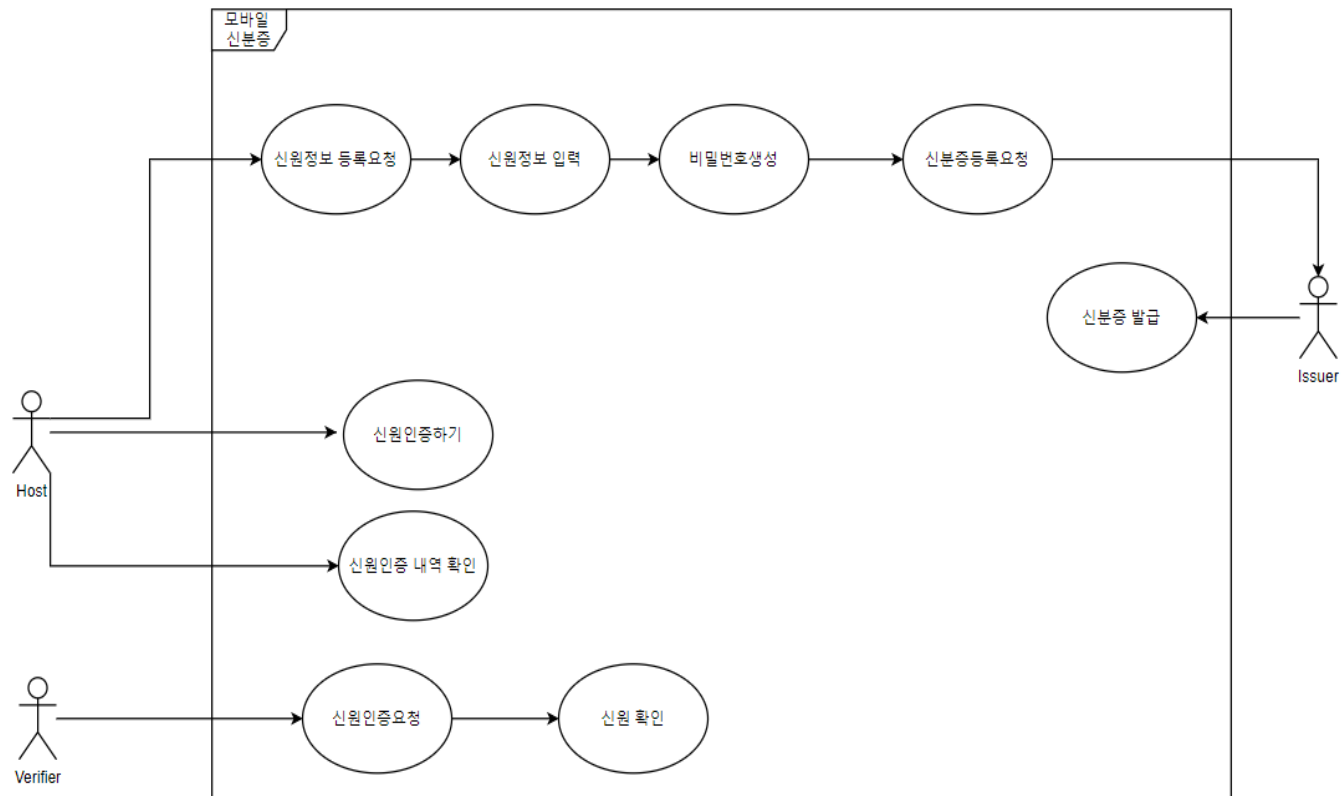 모바일
신분증
신원정보 등록요청
신원정보 입력
비밀번호생성
신분증등록요청
신분증 발급
Issuer
신원인증하기
Host
신원인증 내역 확인
신원인증요청
신원 확인
Verifier